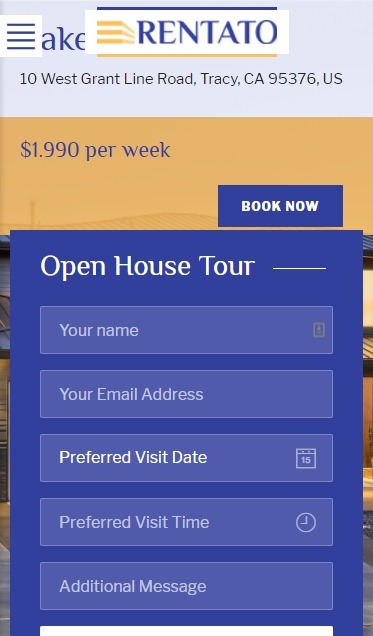 RENTATO
10 West Grant Line Road, Tracy, CA 95376, US
$1.990 per week
BOOK NOW
Open House Tour
Your name
Your Email Address
Preferred Visit Date
15
Preferred Visit Time
Additional Message